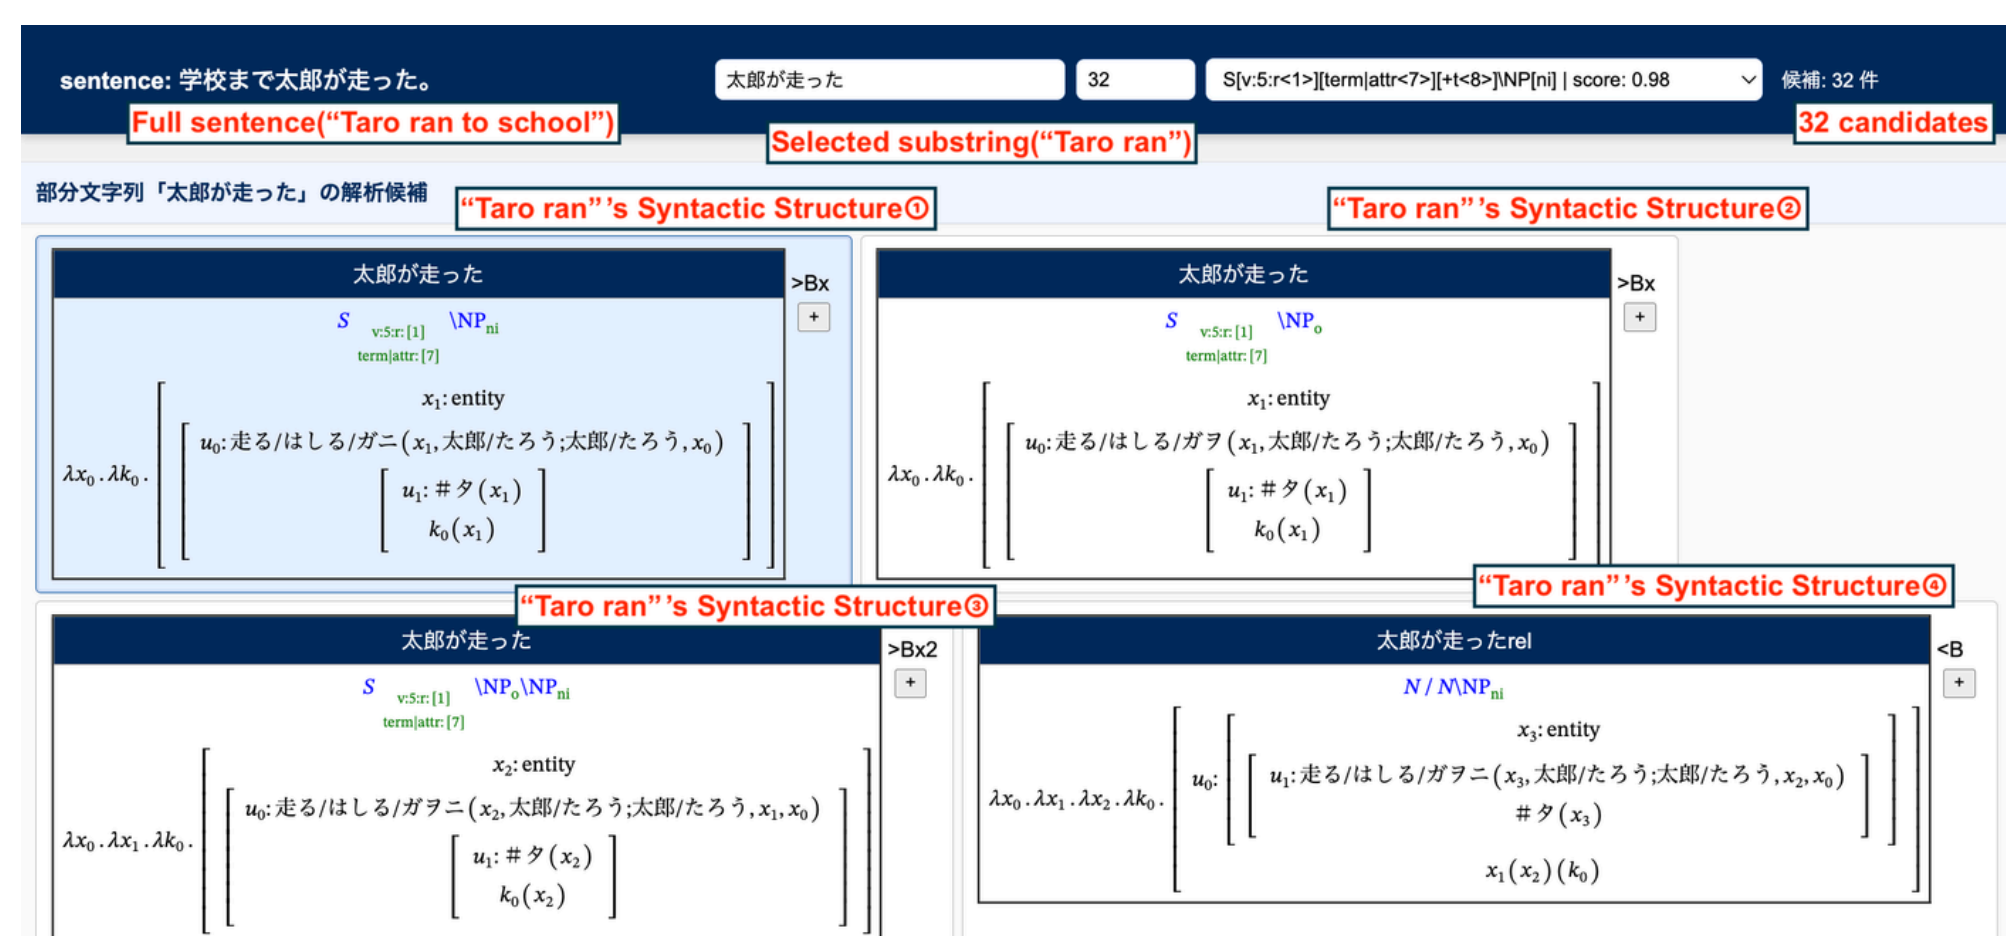 sentence: 学校まで太郎が走った。
太郎が走った
32
S[v:5:r<1>][term|attr<7>][+t<8>]\NP[ni] | score: 0.98
候補: 32 件
Full sentence(“Taro ran to school”)
Selected substring(“Taro ran”)
32 candidates
部分文字列「太郎が走った」の解析候補
“Taro ran”’s Syntactic Structure①
“Taro ran”’s Syntactic Structure②
太郎が走った
>Bx
+
S v:5:r:[1] \NPni
term|attr:[7]
x1:entity
u0:走る/はしる/ガニ(x1,太郎/たろう;太郎/たろう,x0)
λx0.λk0.
u1:#タ(x1)
k0(x1)
太郎が走った
>Bx
+
S v:5:r:[1] \NPo
term|attr:[7]
x1:entity
u0:走る/はしる/ガヲ(x1,太郎/たろう;太郎/たろう,x0)
λx0.λk0.
u1:#タ(x1)
k0(x1)
“Taro ran”’s Syntactic Structure③
“Taro ran”’s Syntactic Structure④
太郎が走った
>Bx2
+
S v:5:r:[1] \NPo\NPni
term|attr:[7]
x2:entity
u0:走る/はしる/ガヲニ(x2,太郎/たろう;太郎/たろう,x1,x0)
λx0.λx1.λk0.
u1:#タ(x2)
k0(x2)
太郎が走ったrel
<B
+
N/N\NPni
x3:entity
u1:走る/はしる/ガヲニ(x3,太郎/たろう;太郎/たろう,x2,x0)
λx0.λx1.λx2.λk0. u0:
#タ(x3)
x1(x2)(k0)